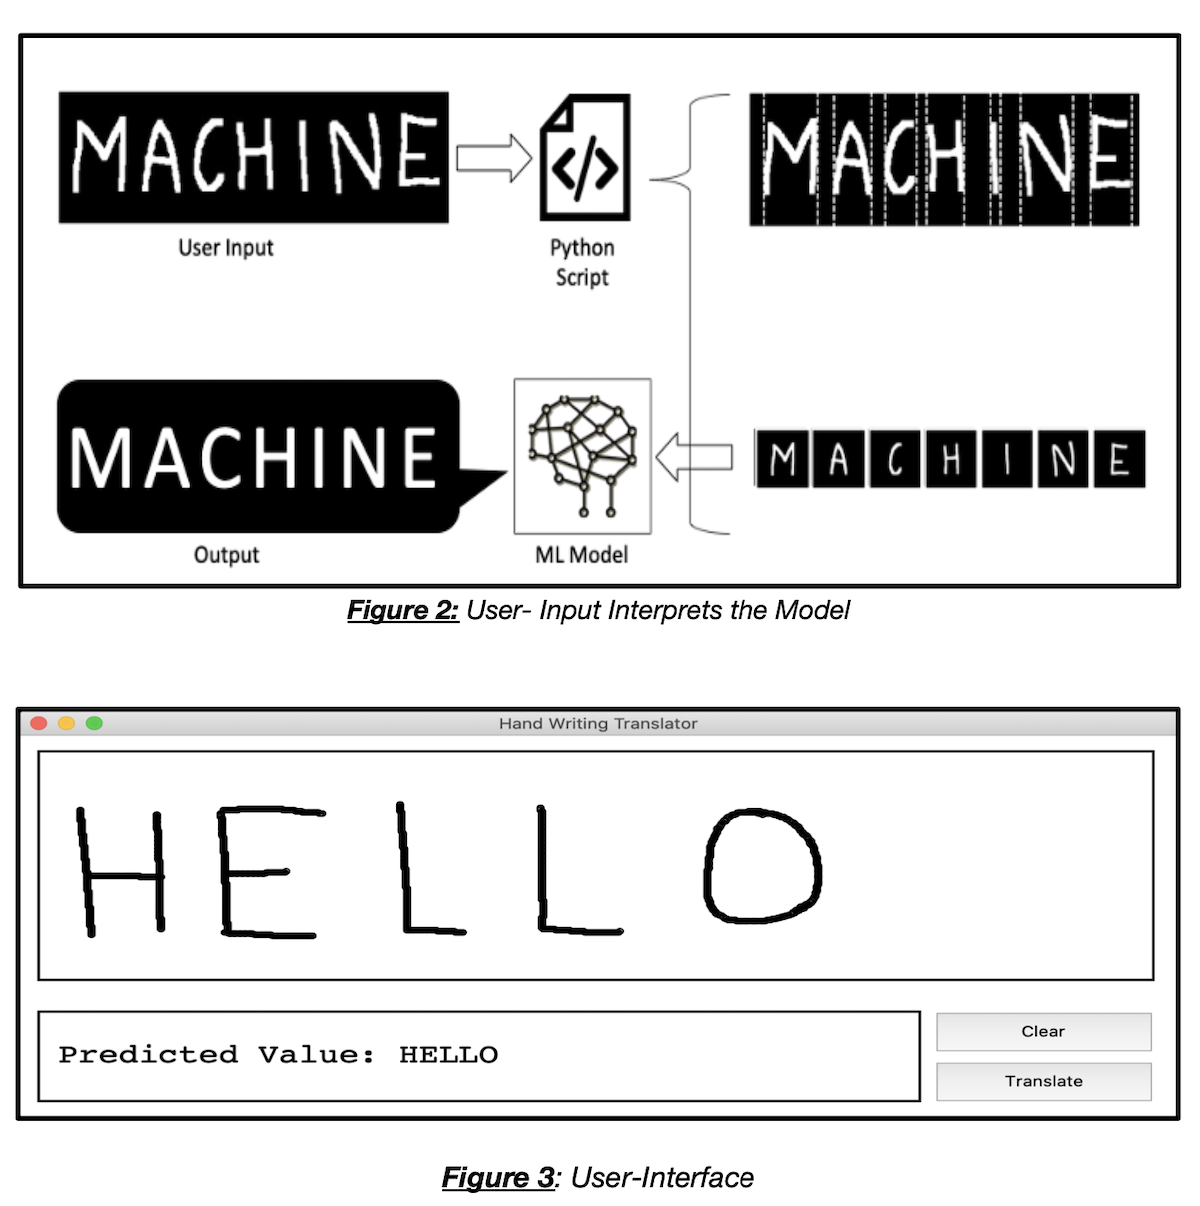 MACHINE
MACHINE
User Input
Python
Script
MACHINE
M A C H I N E
Output
ML Model
Figure 2: User- Input Interprets the Model
Hand Writing Translator
HELLO
Predicted Value: HELLO
Clear
Translate
Figure 3: User-Interface